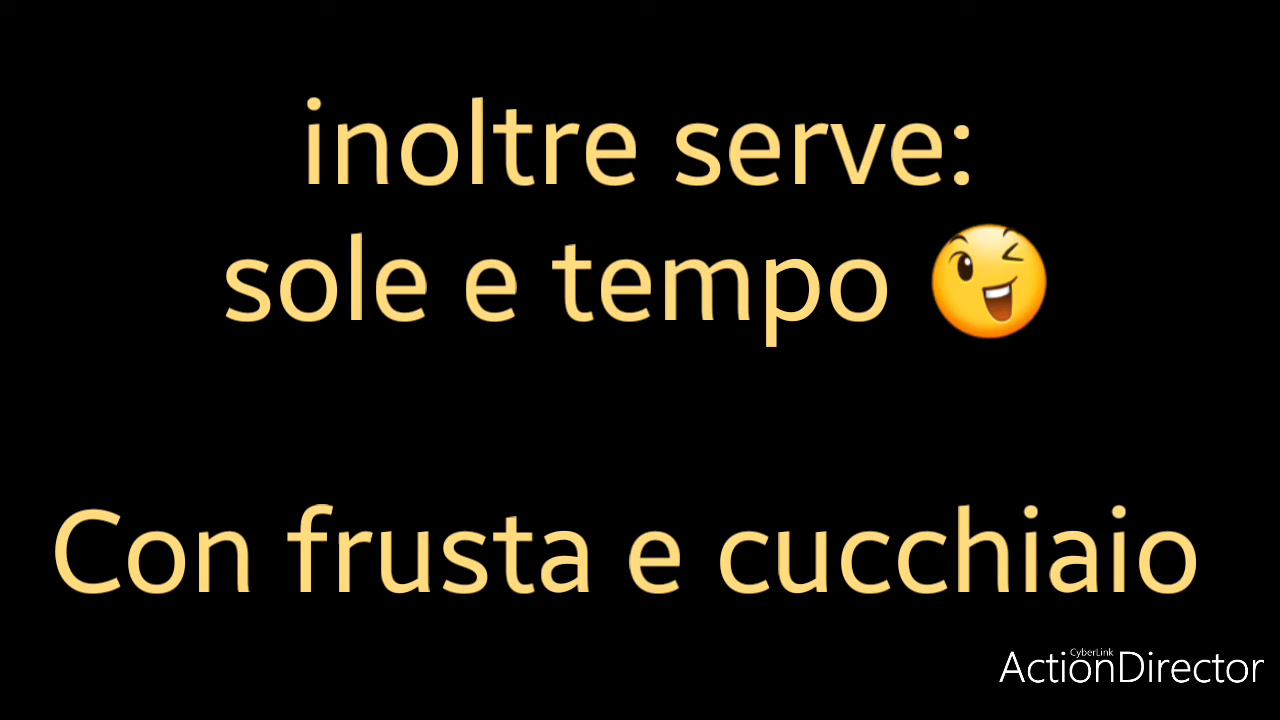 inoltre serve:
sole e tempo 😉
Con frusta e cucchiaio
CyberLink
ActionDirector